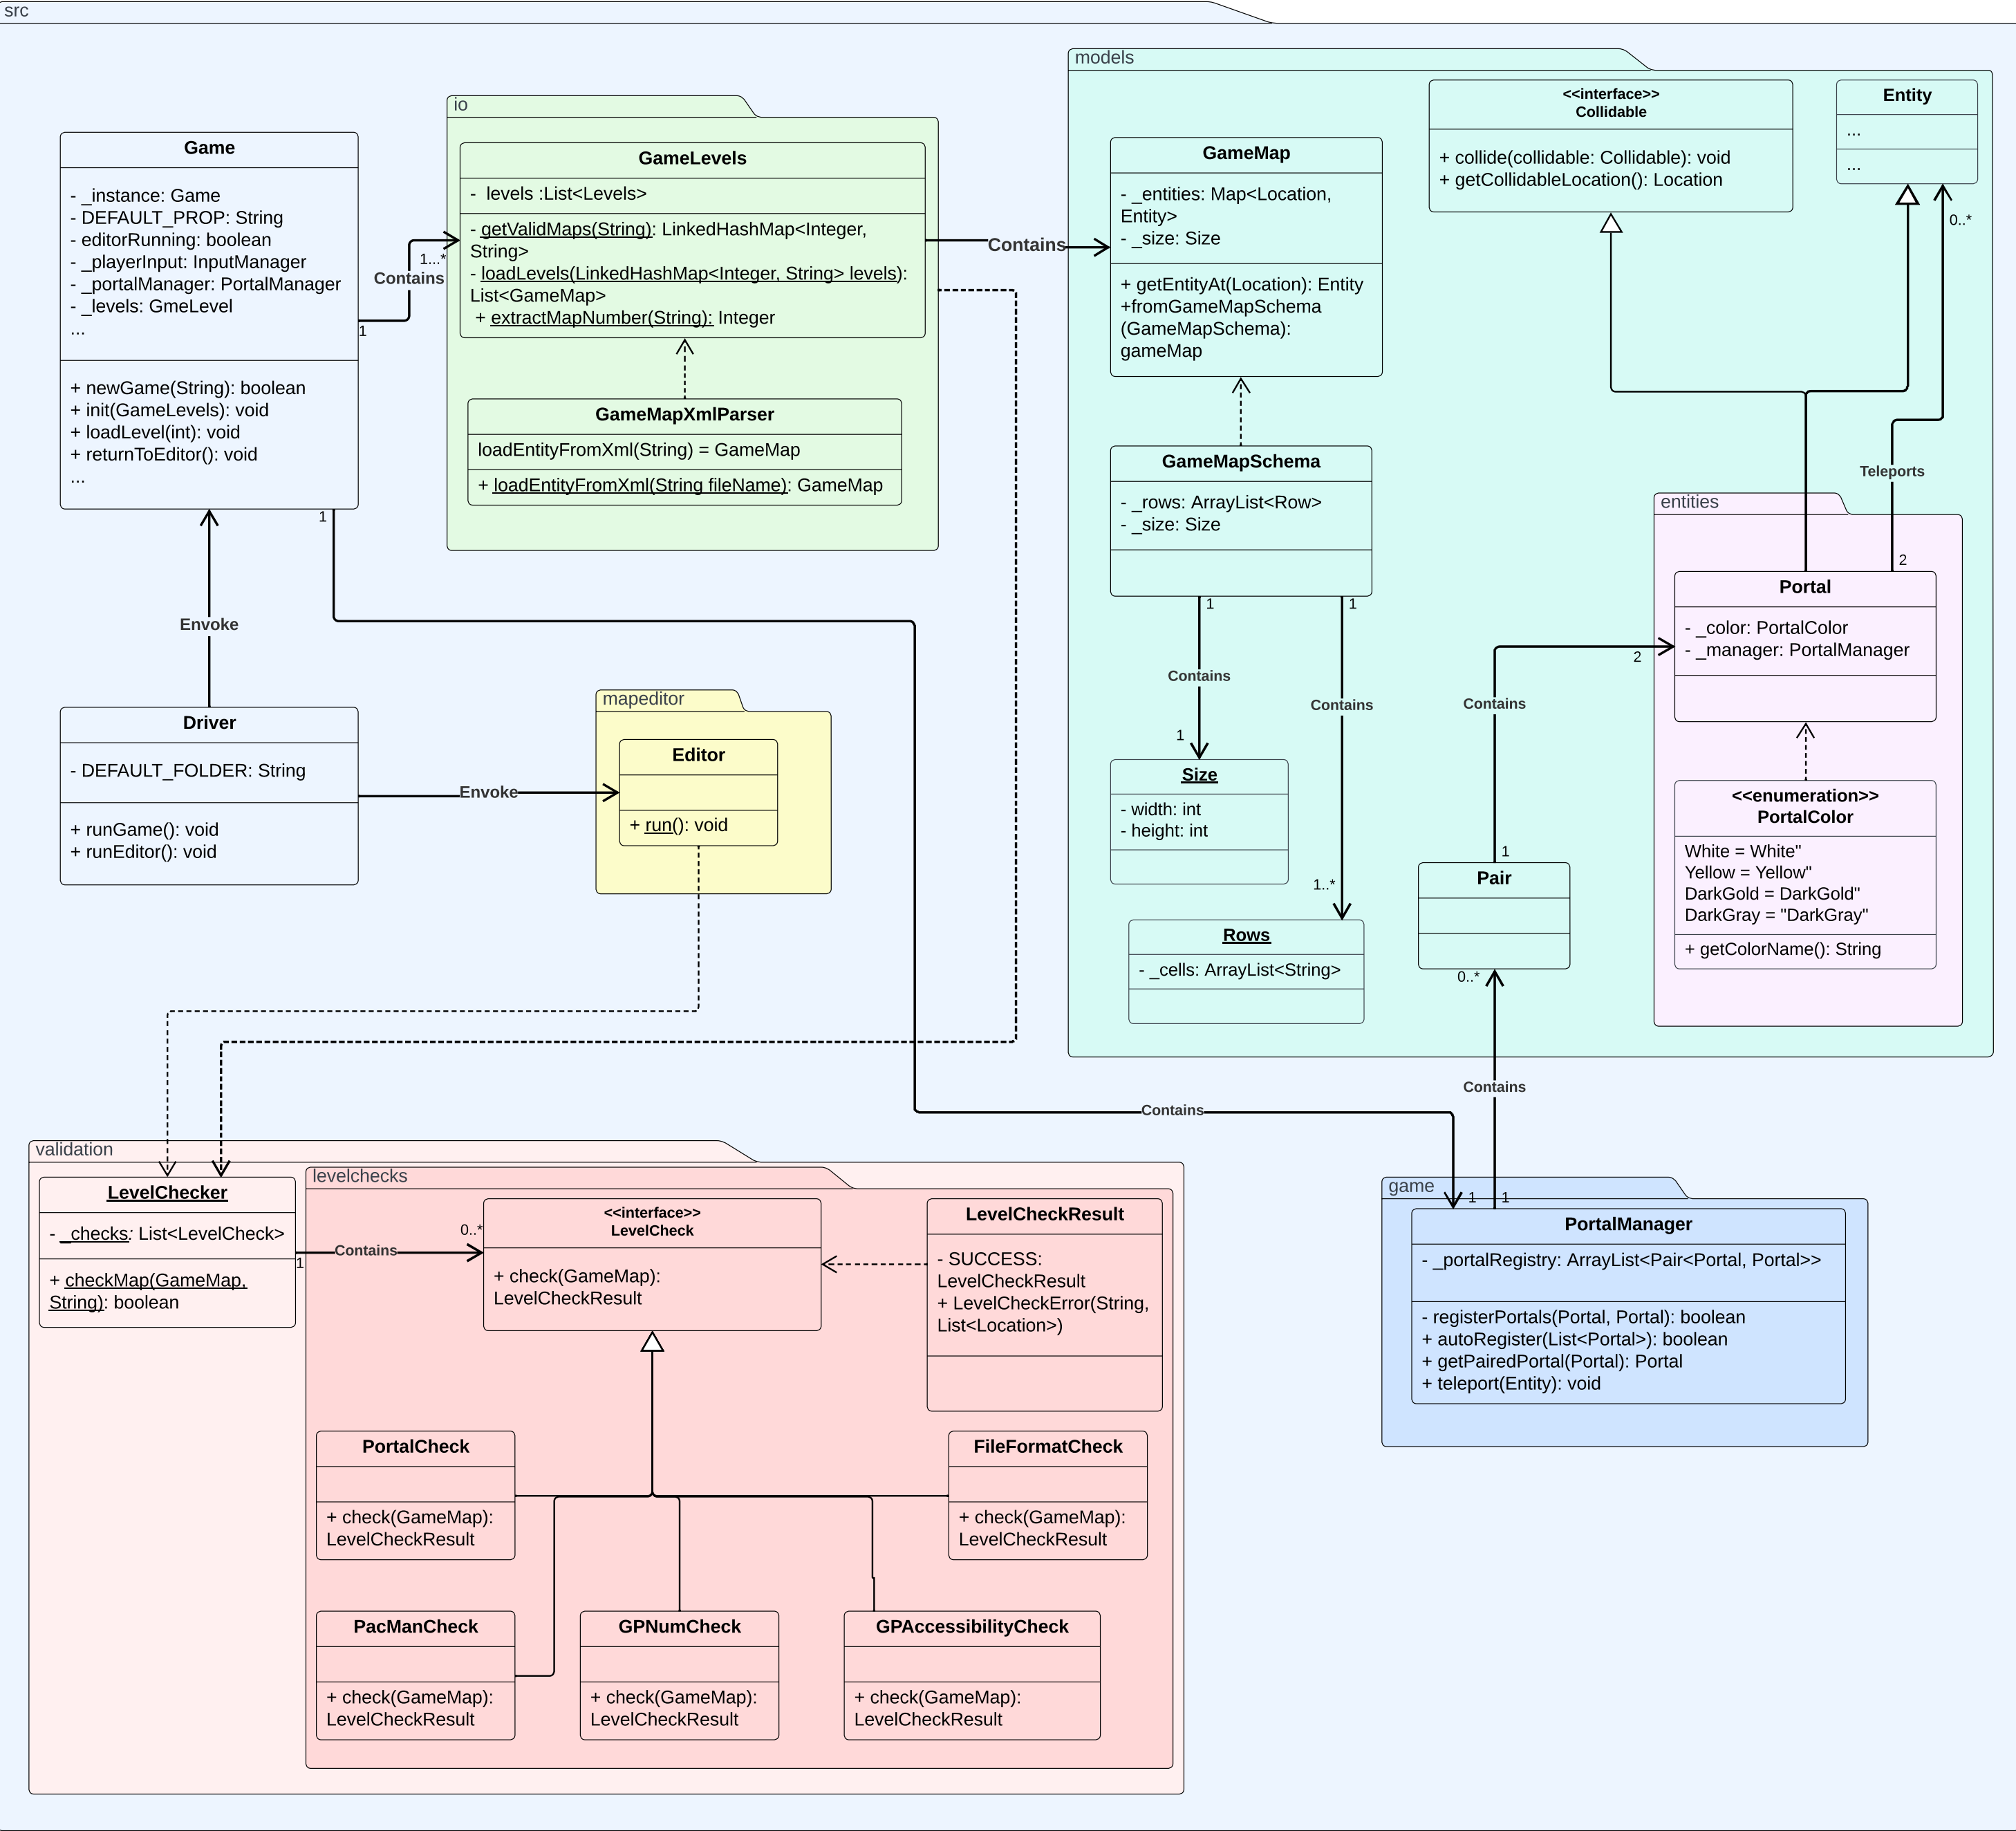 src
Game
- _instance: Game
- DEFAULT_PROP: String
- editorRunning: boolean
- _playerInput: InputManager
- _portalManager: PortalManager
- _levels: GmeLevel
...
+ newGame(String): boolean
+ init(GameLevels): void
+ loadLevel(int): void
+ returnToEditor(): void
...
1
Contains
1...*
1
io
GameLevels
-  levels :List<Levels>
- getValidMaps(String): LinkedHashMap<Integer,
String>
- loadLevels(LinkedHashMap<Integer, String> levels):
List<GameMap>
+ extractMapNumber(String): Integer
GameMapXmlParser
loadEntityFromXml(String) = GameMap
+ loadEntityFromXml(String fileName): GameMap
Contains
Envoke
Driver
- DEFAULT_FOLDER: String
+ runGame(): void
+ runEditor(): void
Envoke
mapeditor
Editor
+ run(): void
models
GameMap
- _entities: Map<Location,
Entity>
- _size: Size
+ getEntityAt(Location): Entity
+fromGameMapSchema
(GameMapSchema):
gameMap
<<interface>>
Collidable
+ collide(collidable: Collidable): void
+ getCollidableLocation(): Location
Entity
...
...
0..*
Teleports
2
GameMapSchema
- _rows: ArrayList<Row>
- _size: Size
1
1
Contains
Contains
1
1..*
Size
- width: int
- height: int
Rows
- _cells: ArrayList<String>
entities
Portal
- _color: PortalColor
- _manager: PortalManager
<<enumeration>>
PortalColor
White = White"
Yellow = Yellow"
DarkGold = DarkGold"
DarkGray = "DarkGray"
+ getColorName(): String
2
Contains
1
Pair
0..*
Contains
Contains
1
1
game
PortalManager
- _portalRegistry: ArrayList<Pair<Portal, Portal>>
- registerPortals(Portal, Portal): boolean
+ autoRegister(List<Portal>): boolean
+ getPairedPortal(Portal): Portal
+ teleport(Entity): void
validation
LevelChecker
- _checks: List<LevelCheck>
+ checkMap(GameMap,
String): boolean
1
Contains
0..*
levelchecks
<<interface>>
LevelCheck
+ check(GameMap):
LevelCheckResult
LevelCheckResult
- SUCCESS:
LevelCheckResult
+ LevelCheckError(String,
List<Location>)
PortalCheck
+ check(GameMap):
LevelCheckResult
FileFormatCheck
+ check(GameMap):
LevelCheckResult
PacManCheck
+ check(GameMap):
LevelCheckResult
GPNumCheck
+ check(GameMap):
LevelCheckResult
GPAccessibilityCheck
+ check(GameMap):
LevelCheckResult